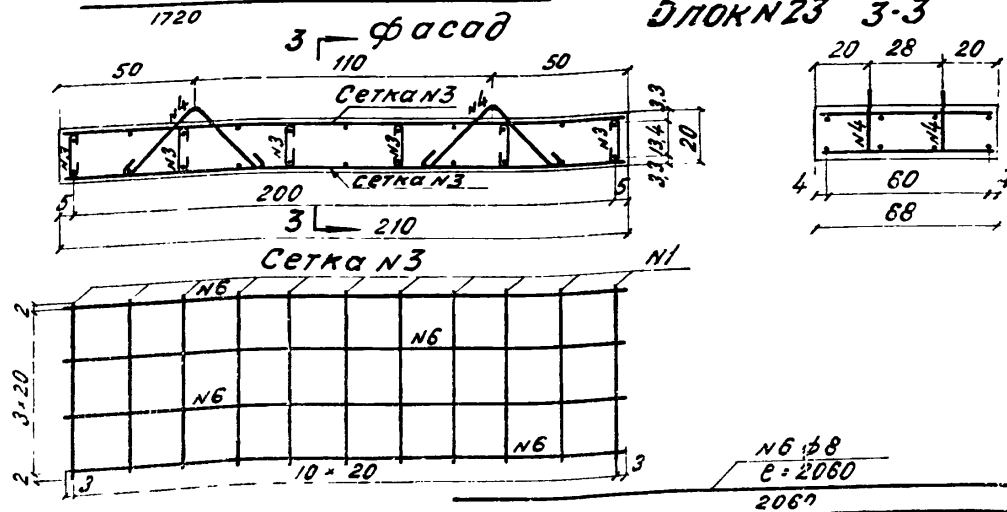 1720
Фасад
Блок N23 3-3
3
50 110 50
20 28 20
Сетка N3
N4 N4
3,3 13,4 3,3
20
N3 N3 N3 N3 N3
N4 N4
Сетка N3
5 200 5
4 60 4
3 210
68
Сетка N3
N1
2
N6
N6
3×20
N6
N6
2
3 10 × 20 3
N6 ϕ8
ℓ = 2060
2060